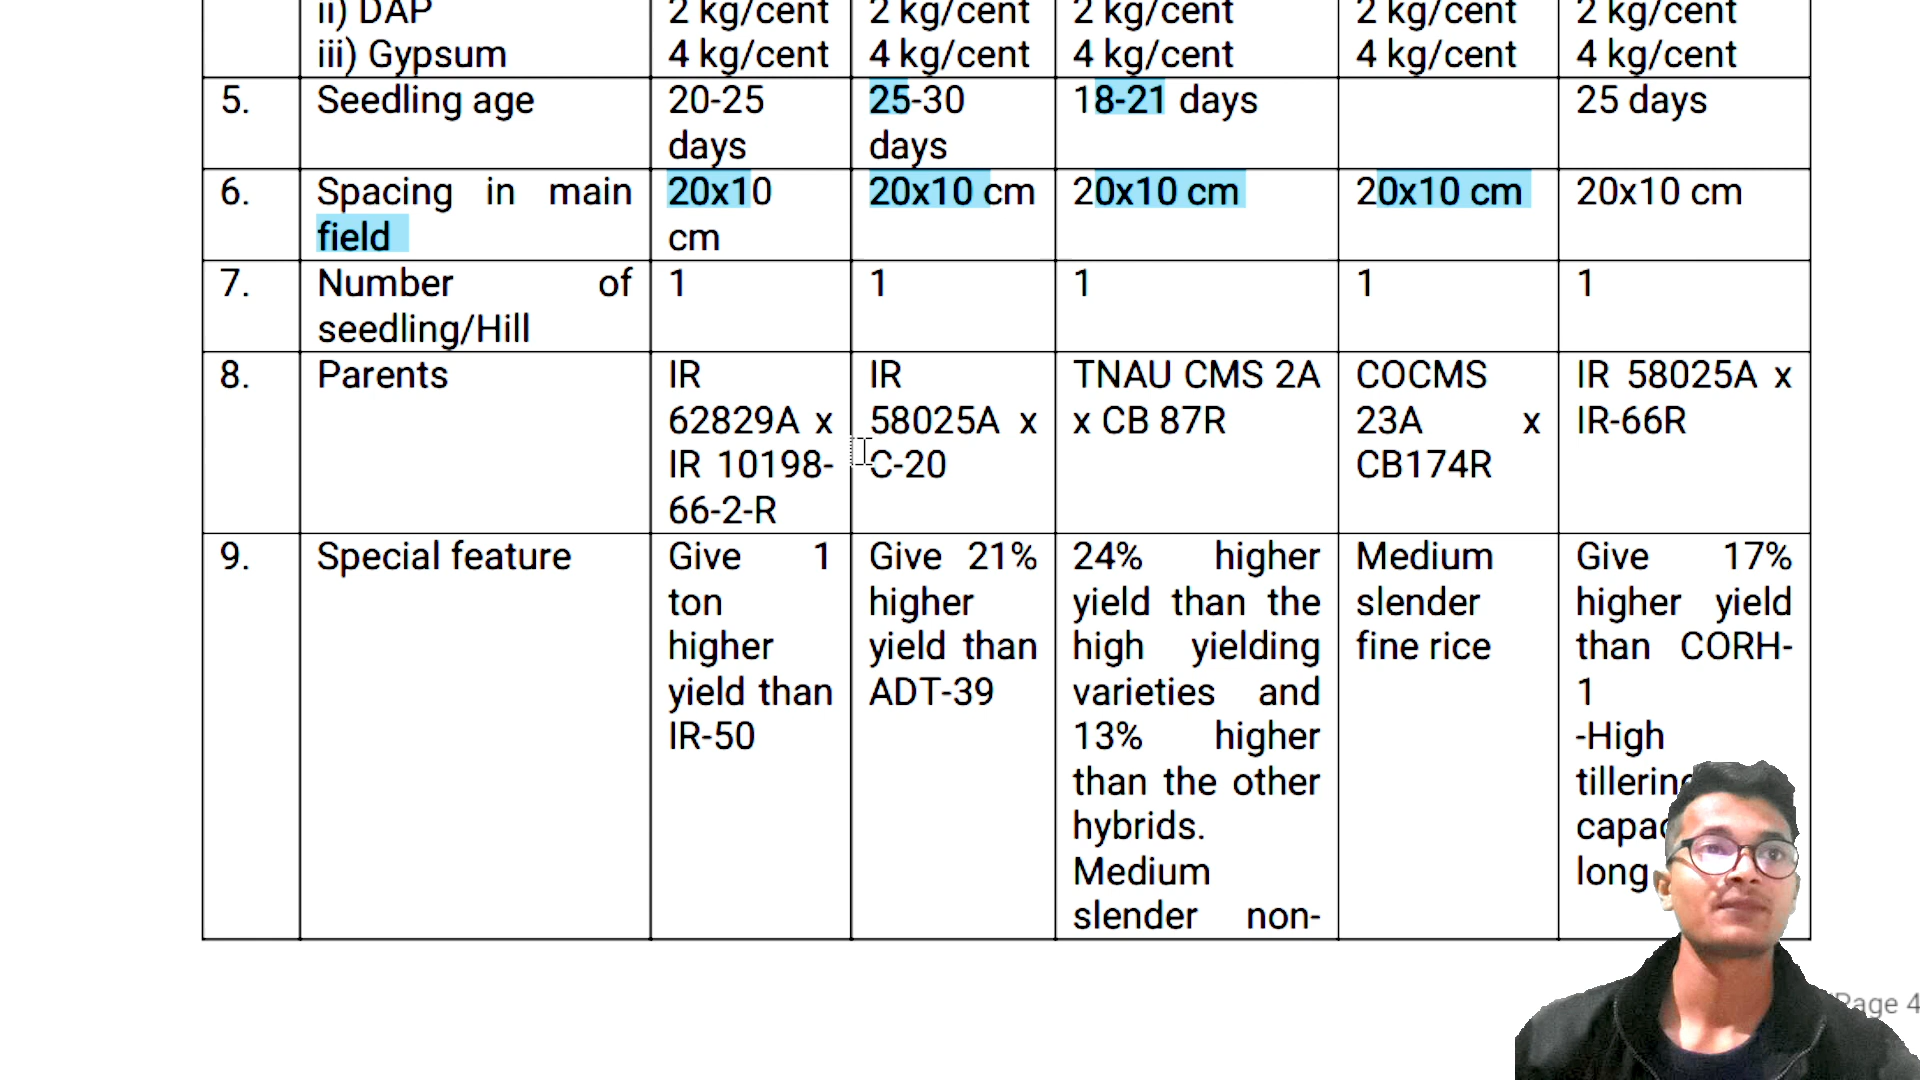 ii) DAP 2 kg/cent 2 kg/cent 2 kg/cent 2 kg/cent 2 kg/cent
iii) Gypsum 4 kg/cent 4 kg/cent 4 kg/cent 4 kg/cent 4 kg/cent
5. Seedling age 20-25 25-30 18-21 days 25 days
days days
6. Spacing in main 20x10 20x10 cm 20x10 cm 20x10 cm 20x10 cm
field cm
7. Number of 1 1 1 1 1
seedling/Hill
8. Parents IR IR TNAU CMS 2A COCMS IR 58025A x
62829A x 58025A x x CB 87R 23A x IR-66R
IR 10198- C-20 CB174R
66-2-R
9. Special feature Give 1 Give 21% 24% higher Medium Give 17%
ton higher yield than the slender higher yield
higher yield than high yielding fine rice than CORH-
yield than ADT-39 varieties and 1
IR-50 13% higher -High
than the other
hybrids.
Medium long
slender non-
Page 4